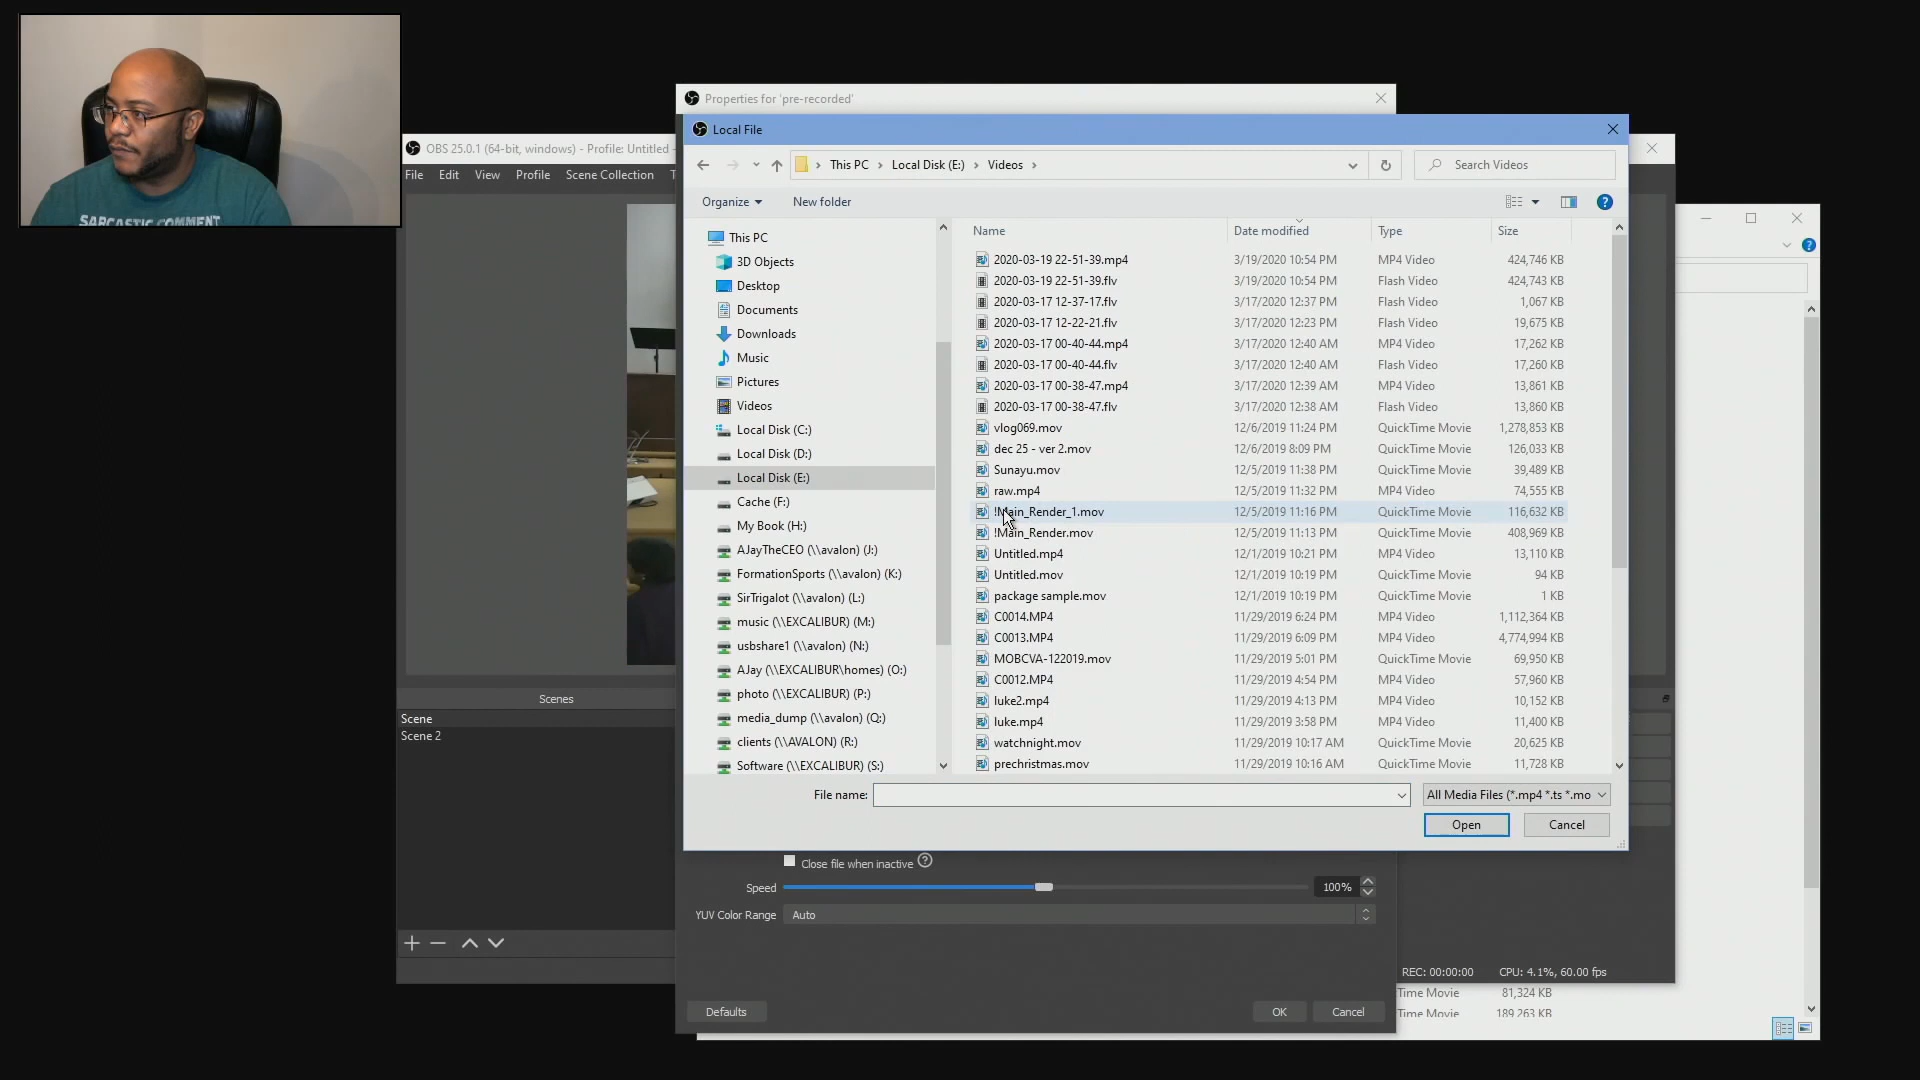 SARCASTIC COMMENT
Properties for 'pre-recorded'
OBS 25.0.1 (64-bit, windows) - Profile: Untitled -
File Edit View Profile Scene Collection T
Local File
This PC > Local Disk (E:) > Videos >
Search Videos
Organize New folder
This PC
3D Objects
Desktop
Documents
Downloads
Music
Pictures
Videos
Local Disk (C:)
Local Disk (D:)
Local Disk (E:)
Cache (F:)
My Book (H:)
AJayTheCEO (\\avalon) (J:)
FormationSports (\\avalon) (K:)
SirTrigalot (\\avalon) (L:)
music (\\EXCALIBUR) (M:)
usbshare1 (\\avalon) (N:)
AJay (\\EXCALIBUR\homes) (O:)
photo (\\EXCALIBUR) (P:)
media_dump (\\avalon) (Q:)
clients (\\AVALON) (R:)
Software (\\EXCALIBUR) (S:)
Name Date modified Type Size
2020-03-19 22-51-39.mp4 3/19/2020 10:54 PM MP4 Video 424,746 KB
2020-03-19 22-51-39.flv 3/19/2020 10:54 PM Flash Video 424,743 KB
2020-03-17 12-37-17.flv 3/17/2020 12:37 PM Flash Video 1,067 KB
2020-03-17 12-22-21.flv 3/17/2020 12:23 PM Flash Video 19,675 KB
2020-03-17 00-40-44.mp4 3/17/2020 12:40 AM MP4 Video 17,262 KB
2020-03-17 00-40-44.flv 3/17/2020 12:40 AM Flash Video 17,260 KB
2020-03-17 00-38-47.mp4 3/17/2020 12:39 AM MP4 Video 13,861 KB
2020-03-17 00-38-47.flv 3/17/2020 12:38 AM Flash Video 13,860 KB
vlog069.mov 12/6/2019 11:24 PM QuickTime Movie 1,278,853 KB
dec 25 - ver 2.mov 12/6/2019 8:09 PM QuickTime Movie 126,033 KB
Sunayu.mov 12/5/2019 11:38 PM QuickTime Movie 39,489 KB
raw.mp4 12/5/2019 11:32 PM MP4 Video 74,555 KB
!Main_Render_1.mov 12/5/2019 11:16 PM QuickTime Movie 116,632 KB
!Main_Render.mov 12/5/2019 11:13 PM QuickTime Movie 408,969 KB
Untitled.mp4 12/1/2019 10:21 PM MP4 Video 13,110 KB
Untitled.mov 12/1/2019 10:19 PM QuickTime Movie 94 KB
package sample.mov 12/1/2019 10:19 PM QuickTime Movie 1 KB
C0014.MP4 11/29/2019 6:24 PM MP4 Video 1,112,364 KB
C0013.MP4 11/29/2019 6:09 PM MP4 Video 4,774,994 KB
MOBCVA-122019.mov 11/29/2019 5:01 PM QuickTime Movie 69,950 KB
C0012.MP4 11/29/2019 4:54 PM MP4 Video 57,960 KB
luke2.mp4 11/29/2019 4:13 PM MP4 Video 10,152 KB
luke.mp4 11/29/2019 3:58 PM MP4 Video 11,400 KB
watchnight.mov 11/29/2019 10:17 AM QuickTime Movie 20,625 KB
prechristmas.mov 11/29/2019 10:16 AM QuickTime Movie 11,728 KB
File name: All Media Files (*.mp4 *.ts *.mo
Open Cancel
Scenes
Scene
Scene 2
Close file when inactive
Speed 100%
YUV Color Range Auto
REC: 00:00:00 CPU: 4.1%, 60.00 fps
Time Movie 81,324 KB
Time Movie 189,263 KB
Defaults OK Cancel